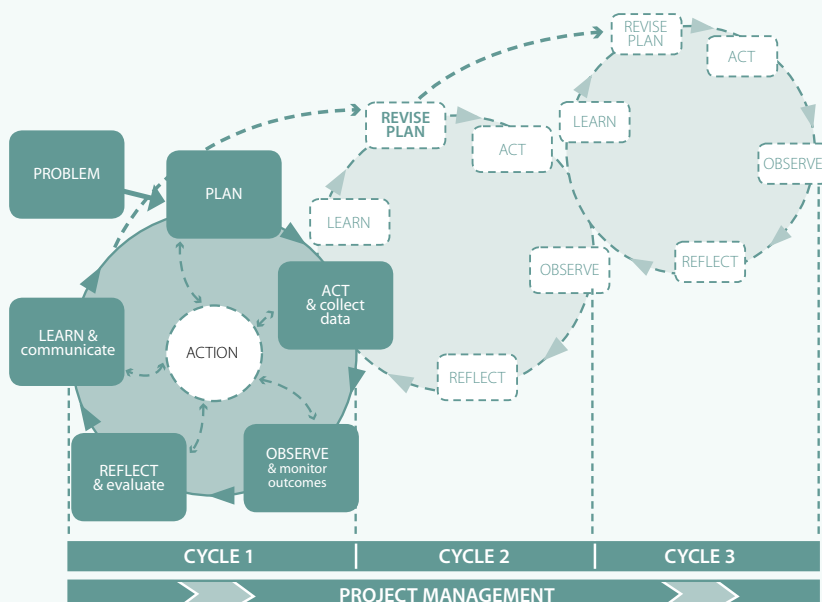 PROBLEM
PLAN
ACT
& collect
data
OBSERVE
& monitor
outcomes
REFLECT
& evaluate
LEARN &
communicate
ACTION
REVISE
PLAN
ACT
OBSERVE
REFLECT
LEARN
REVISE
PLAN
ACT
OBSERVE
REFLECT
LEARN
CYCLE 1
CYCLE 2
CYCLE 3
PROJECT MANAGEMENT